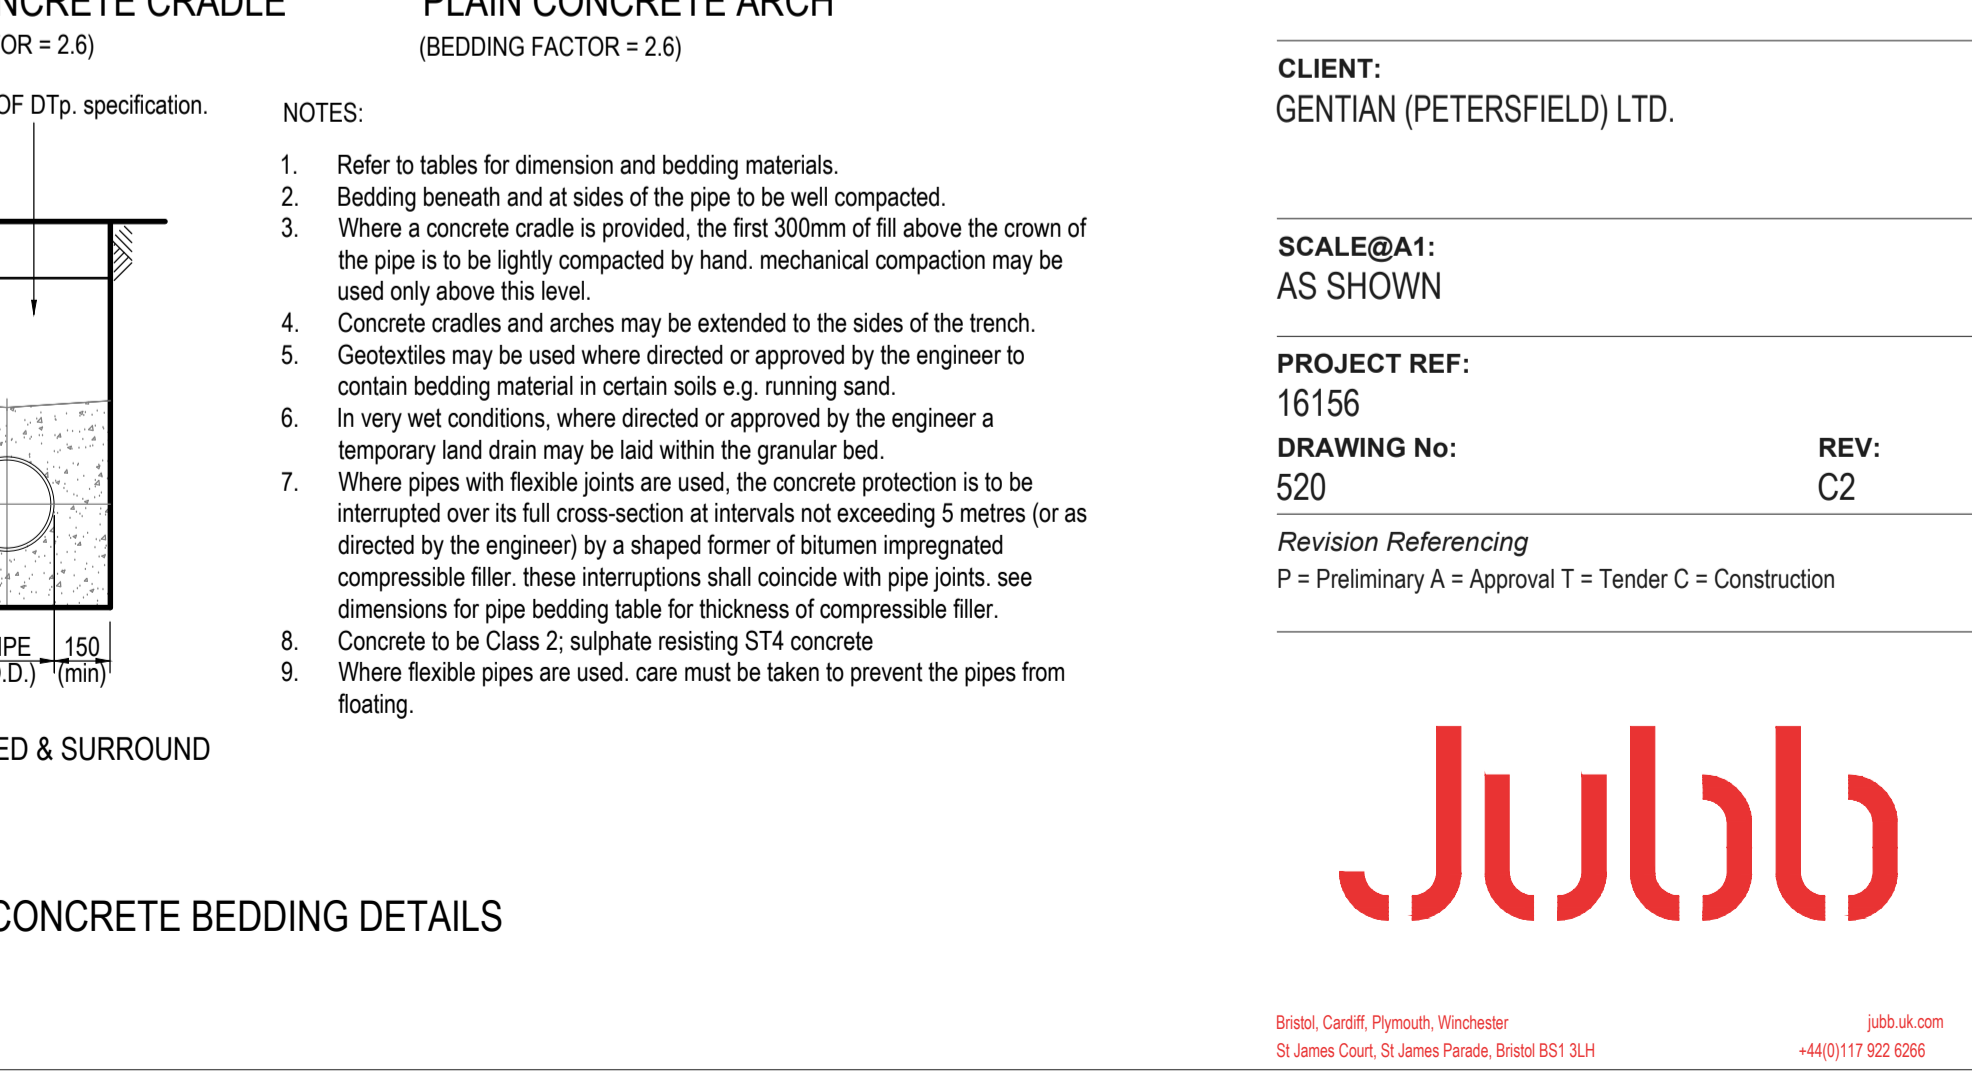 CRETE CRADLE
OR = 2.6)
PLAIN CONCRETE ARCH
(BEDDING FACTOR = 2.6)
OF DTp. specification.
150
(min)
& SURROUND
CONCRETE BEDDING DETAILS
NOTES:
1. Refer to tables for dimension and bedding materials.
2. Bedding beneath and at sides of the pipe to be well compacted.
3. Where a concrete cradle is provided, the first 300mm of fill above the crown of
the pipe is to be lightly compacted by hand. mechanical compaction may be
used only above this level.
4. Concrete cradles and arches may be extended to the sides of the trench.
5. Geotextiles may be used where directed or approved by the engineer to
contain bedding material in certain soils e.g. running sand.
6. In very wet conditions, where directed or approved by the engineer a
temporary land drain may be laid within the granular bed.
7. Where pipes with flexible joints are used, the concrete protection is to be
interrupted over its full cross-section at intervals not exceeding 5 metres (or as
directed by the engineer) by a shaped former of bitumen impregnated
compressible filler. these interruptions shall coincide with pipe joints. see
dimensions for pipe bedding table for thickness of compressible filler.
8. Concrete to be Class 2; sulphate resisting ST4 concrete
9. Where flexible pipes are used. care must be taken to prevent the pipes from
floating.
CLIENT:
GENTIAN (PETERSFIELD) LTD.
SCALE@A1:
AS SHOWN
PROJECT REF:
16156
DRAWING No: REV:
520 C2
Revision Referencing
P = Preliminary A = Approval T = Tender C = Construction
Jubb
Bristol, Cardiff, Plymouth, Winchester jubb.uk.com
St James Court, St James Parade, Bristol BS1 3LH +44(0)117 922 6266